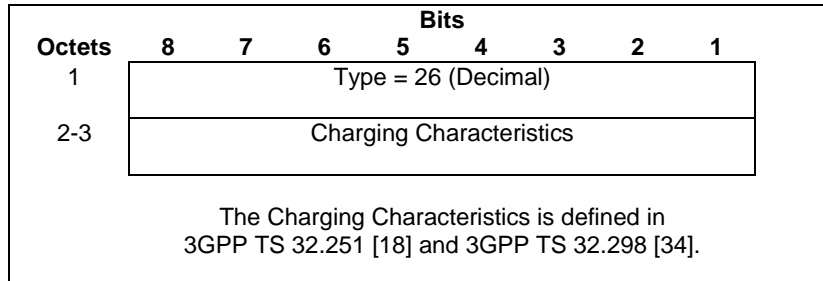 Bits
Octets 8 7 6 5 4 3 2 1
1 Type = 26 (Decimal)
2-3 Charging Characteristics
The Charging Characteristics is defined in
3GPP TS 32.251 [18] and 3GPP TS 32.298 [34].